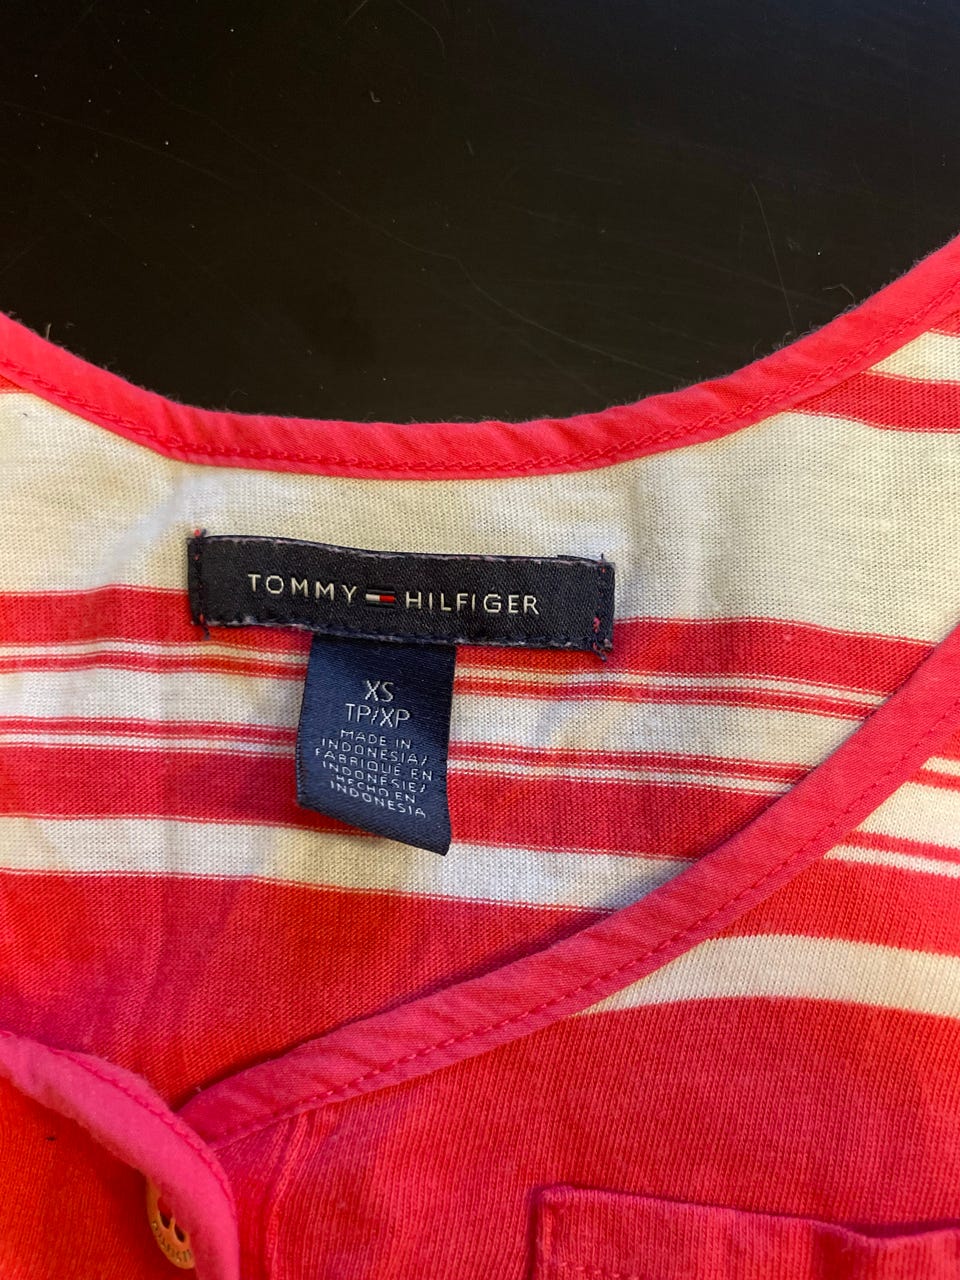 TOMMY HILFIGER
XS
TP/XP
MADE IN
INDONESIA/
FABRIQUÉ EN
INDONÉSIE/
HECHO EN
INDONESIA